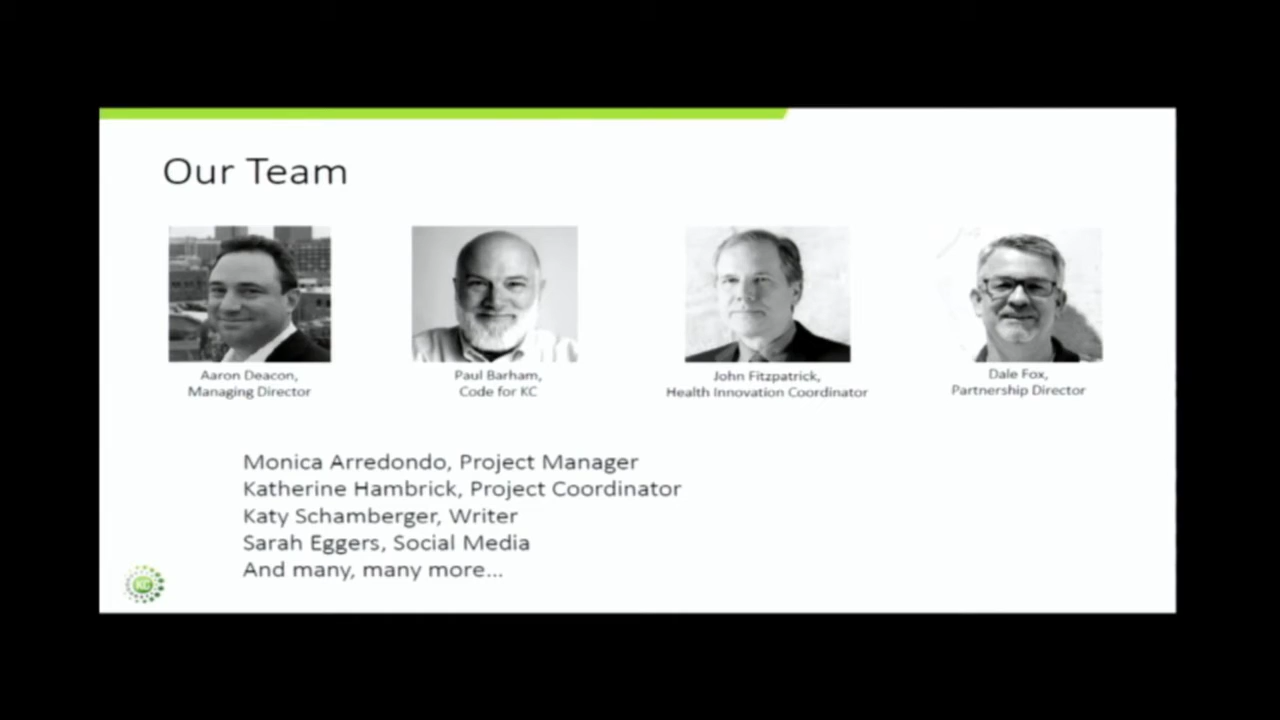 Our Team
Aaron Deacon,
Managing Director
Paul Barham,
Code for KC
John Fitzpatrick,
Health Innovation Coordinator
Dale Fox,
Partnership Director
Monica Arredondo, Project Manager
Katherine Hambrick, Project Coordinator
Katy Schamberger, Writer
Sarah Eggers, Social Media
And many, many more...
KC